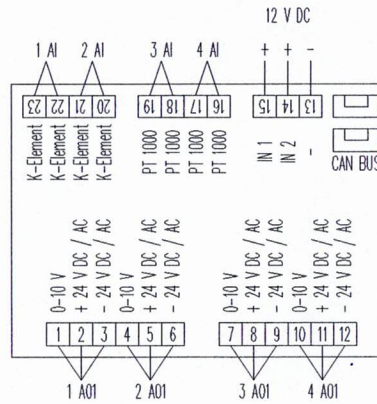 12 V DC
1 AI 2 AI 3 AI 4 AI + + -
23 22 21 20 19 18 17 16 15 14 13
K-Element K-Element K-Element K-Element PT 1000 PT 1000 PT 1000 PT 1000 IN 1 IN 2 -
CAN BUS
0-10 V + 24 V DC / AC - 24 V DC / AC 0-10 V + 24 V DC / AC - 24 V DC / AC 0-10 V + 24 V DC / AC - 24 V DC / AC 0-10 V + 24 V DC / AC - 24 V DC / AC
1 2 3 4 5 6 7 8 9 10 11 12
1 AO1 2 AO1 3 AO1 4 AO1